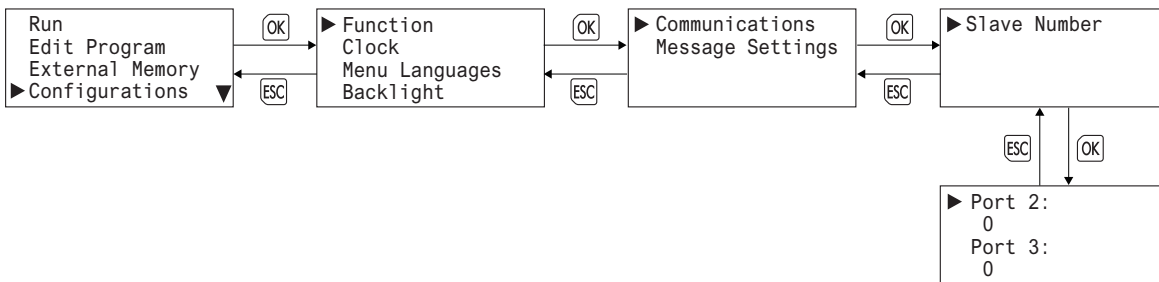 Run
Edit Program
External Memory
▶Configurations ▼
OK
ESC
▶ Function
Clock
Menu Languages
Backlight
OK
ESC
▶ Communications
Message Settings
OK
ESC
▶Slave Number
ESC
OK
▶ Port 2:
0
Port 3:
0